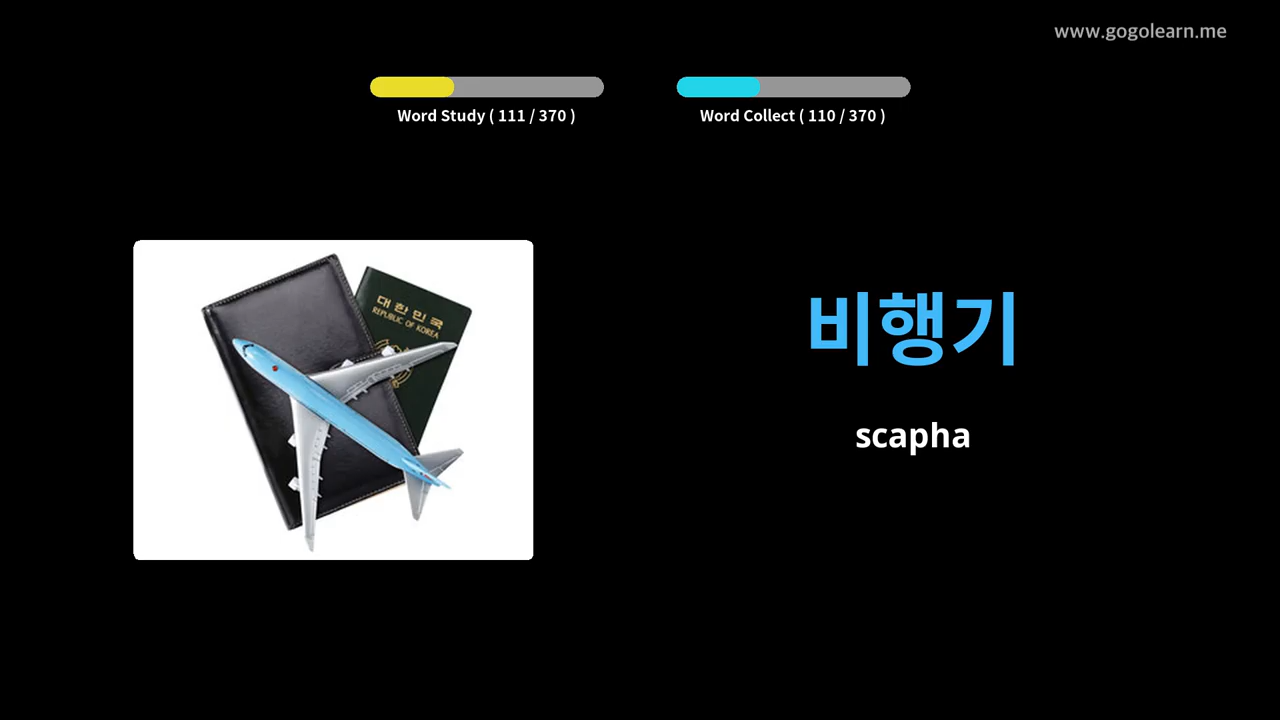 www.gogolearn.me
Word Study ( 111 / 370 )
Word Collect ( 110 / 370 )
대한민국
REPUBLIC OF KOREA
비행기
scapha